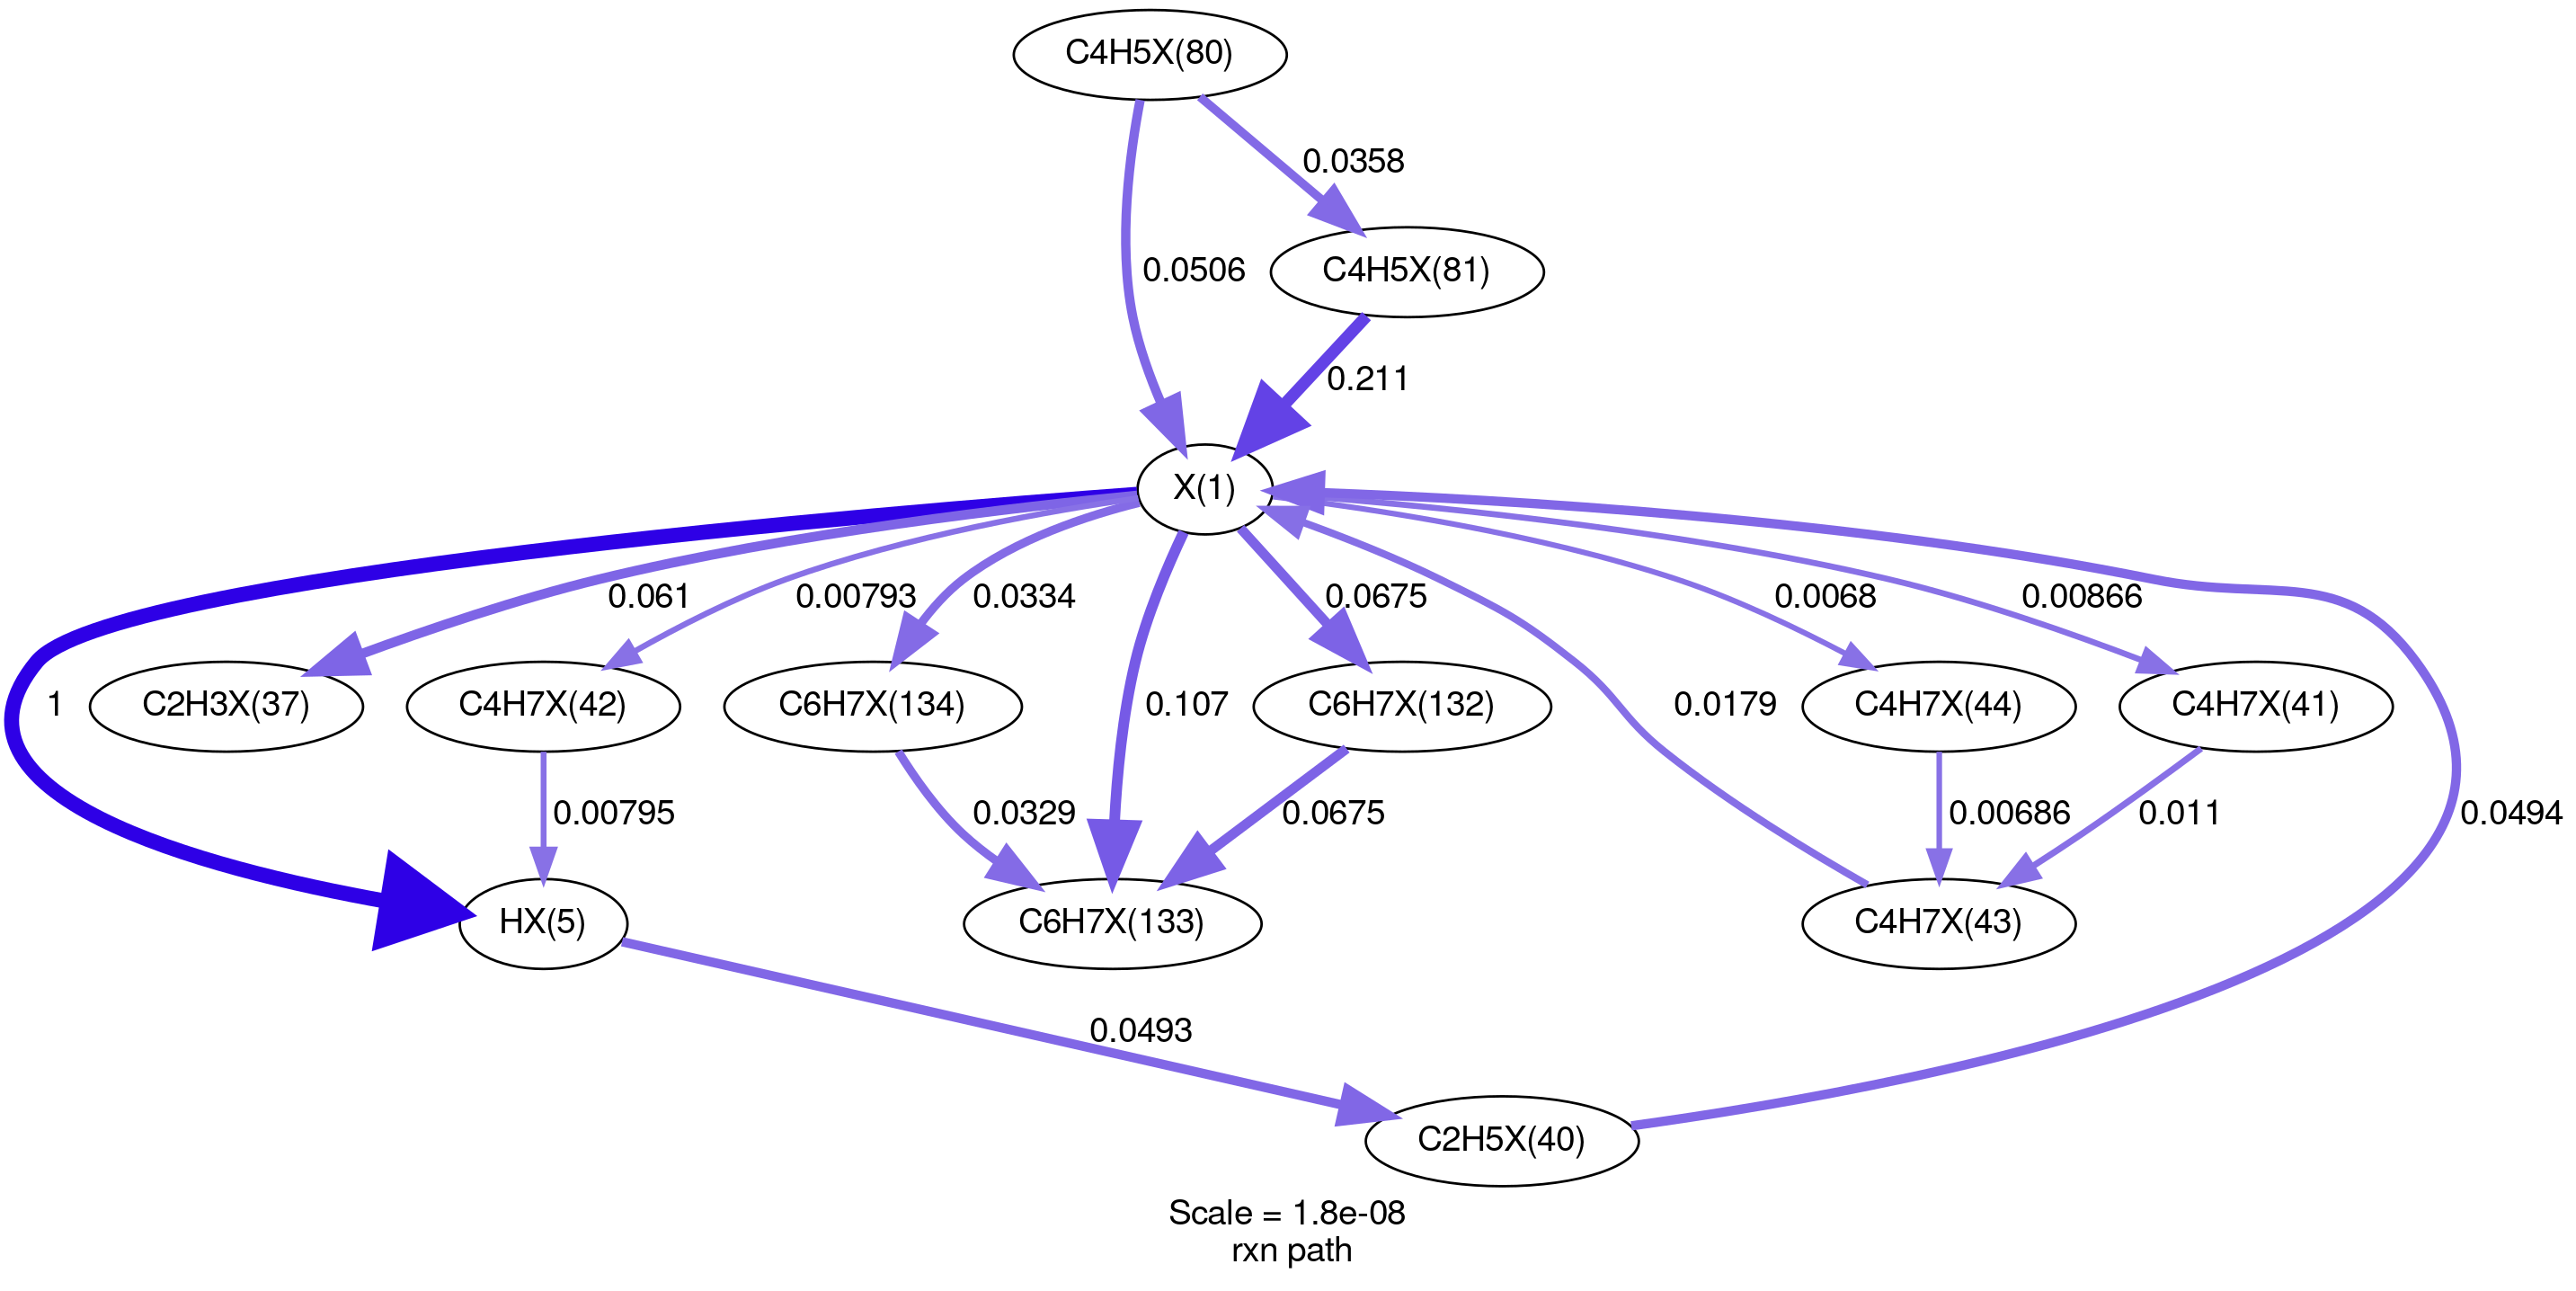 C4H5X(80)
0.0358
0.0506
C4H5X(81)
0.211
X(1)
0.061
0.00793
0.0334
0.0675
0.0068
0.00866
1
C2H3X(37)
C4H7X(42)
C6H7X(134)
0.107
C6H7X(132)
0.0179
C4H7X(44)
C4H7X(41)
0.00795
0.0329
0.0675
0.00686
0.011
0.0494
HX(5)
C6H7X(133)
C4H7X(43)
0.0493
C2H5X(40)
Scale = 1.8e-08
rxn path